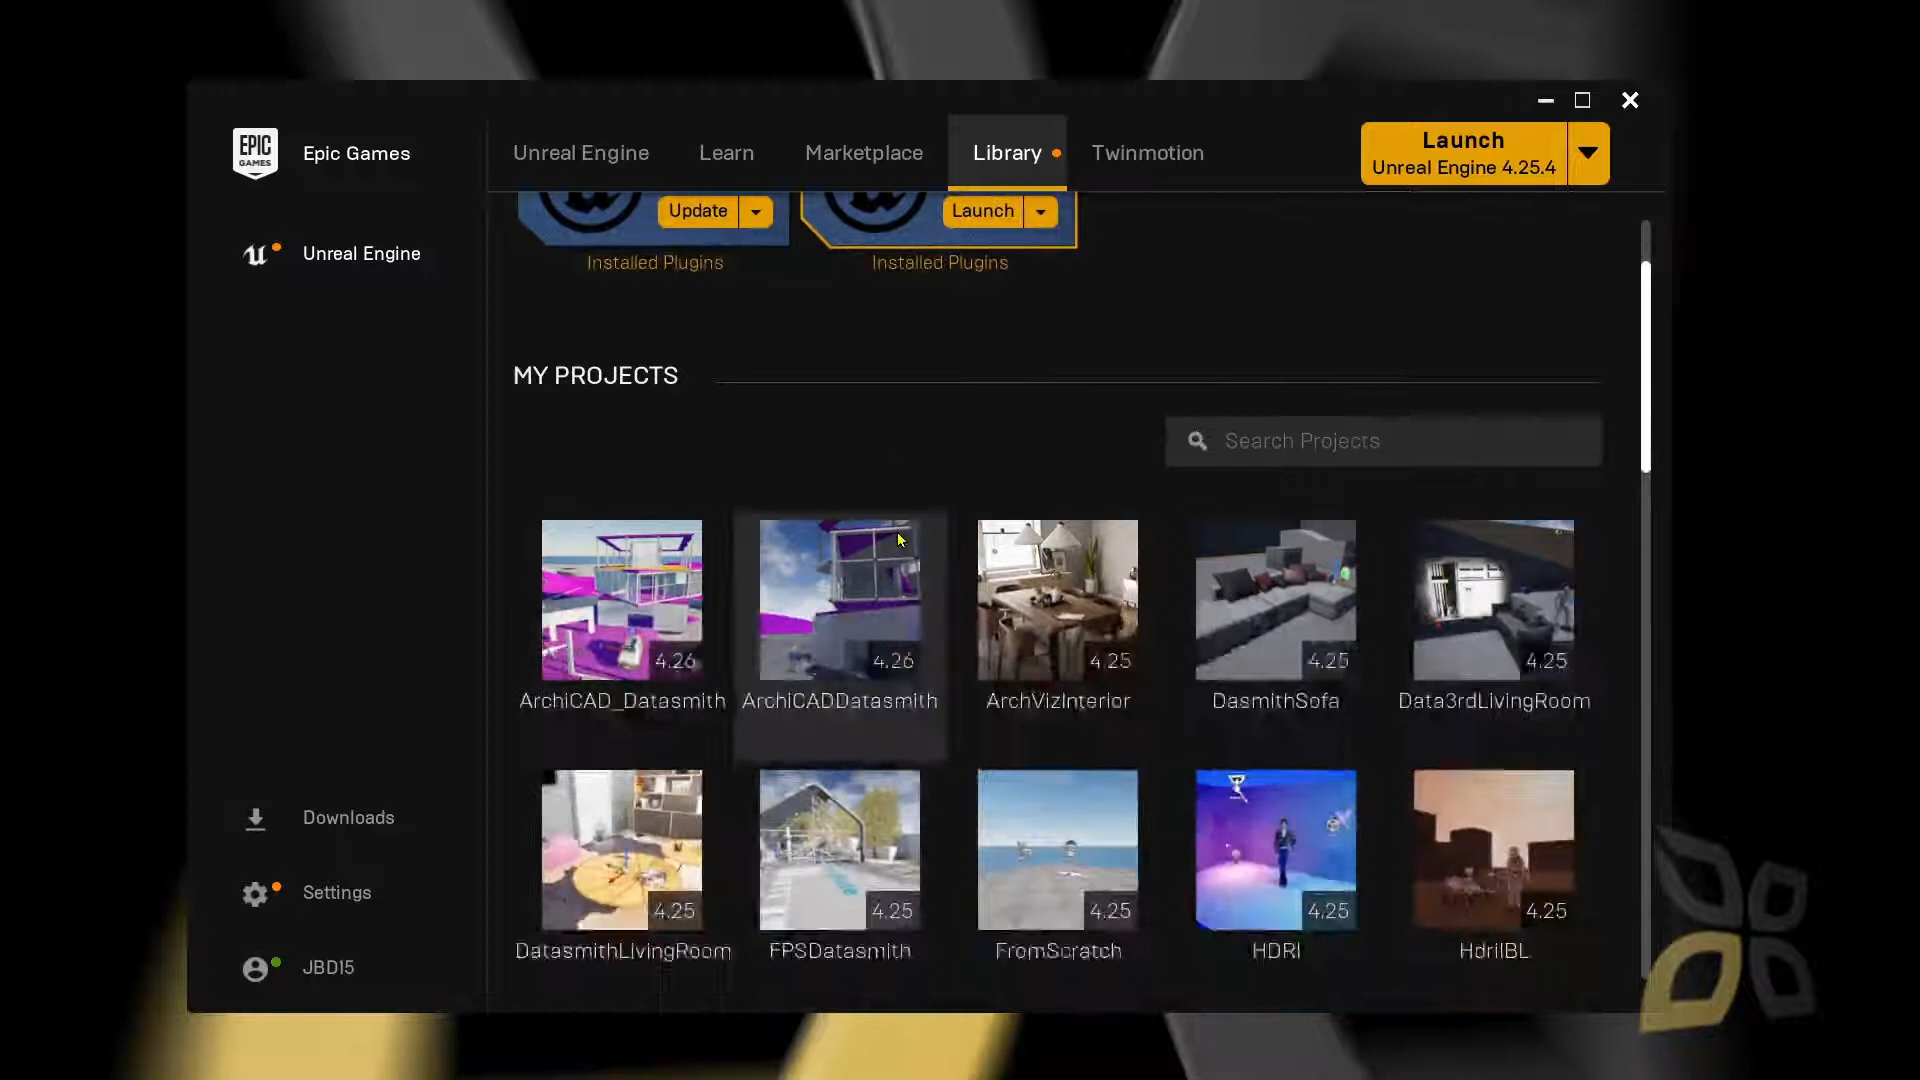 EPIC
GAMES
Epic Games
Unreal Engine
Learn
Marketplace
Library
Twinmotion
Launch
Unreal Engine 4.25.4
Unreal Engine
Update
Launch
Installed Plugins
Installed Plugins
MY PROJECTS
Search Projects
4.26
4.26
4.25
4.25
4.25
ArchiCAD_Datasmith
ArchiCADDatasmith
ArchVizInterior
DasmithSofa
Data3rdLivingRoom
4.25
4.25
4.25
4.25
4.25
DatasmithLivingRoom
FPSDatasmith
FromScratch
HDRI
HdriIBL
Downloads
Settings
JBD15